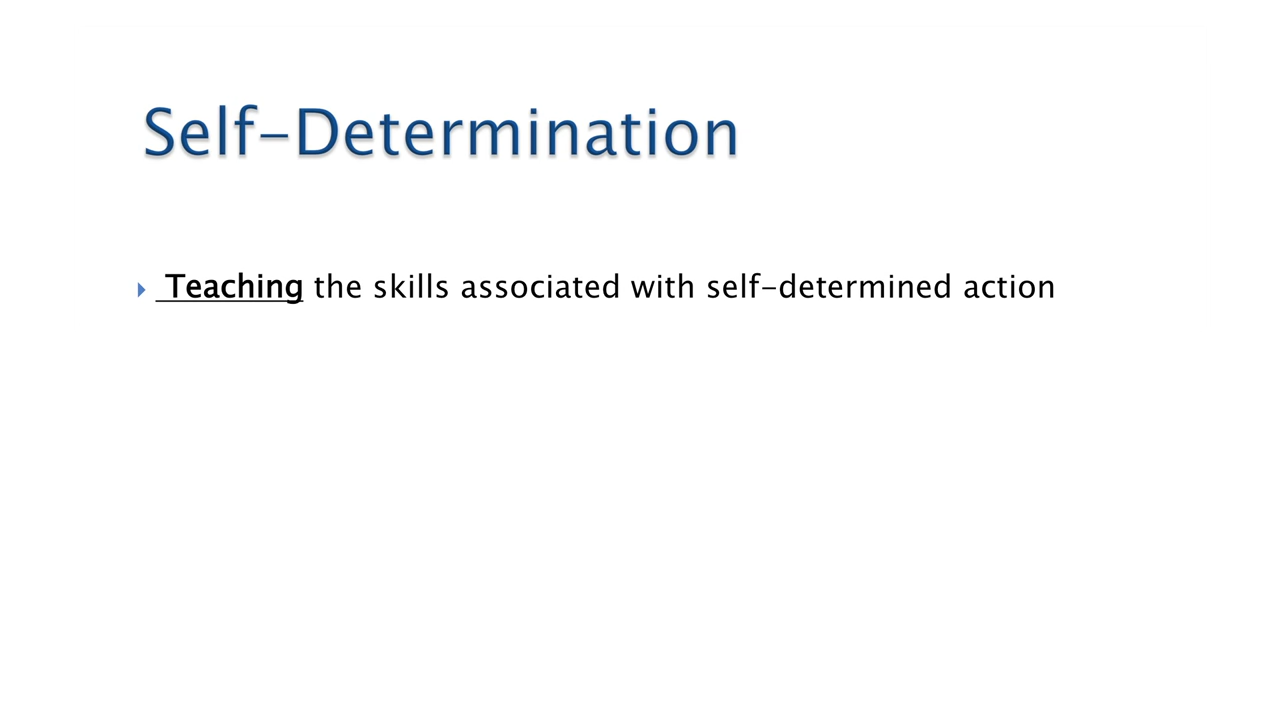 Self-Determination
Teaching the skills associated with self-determined action